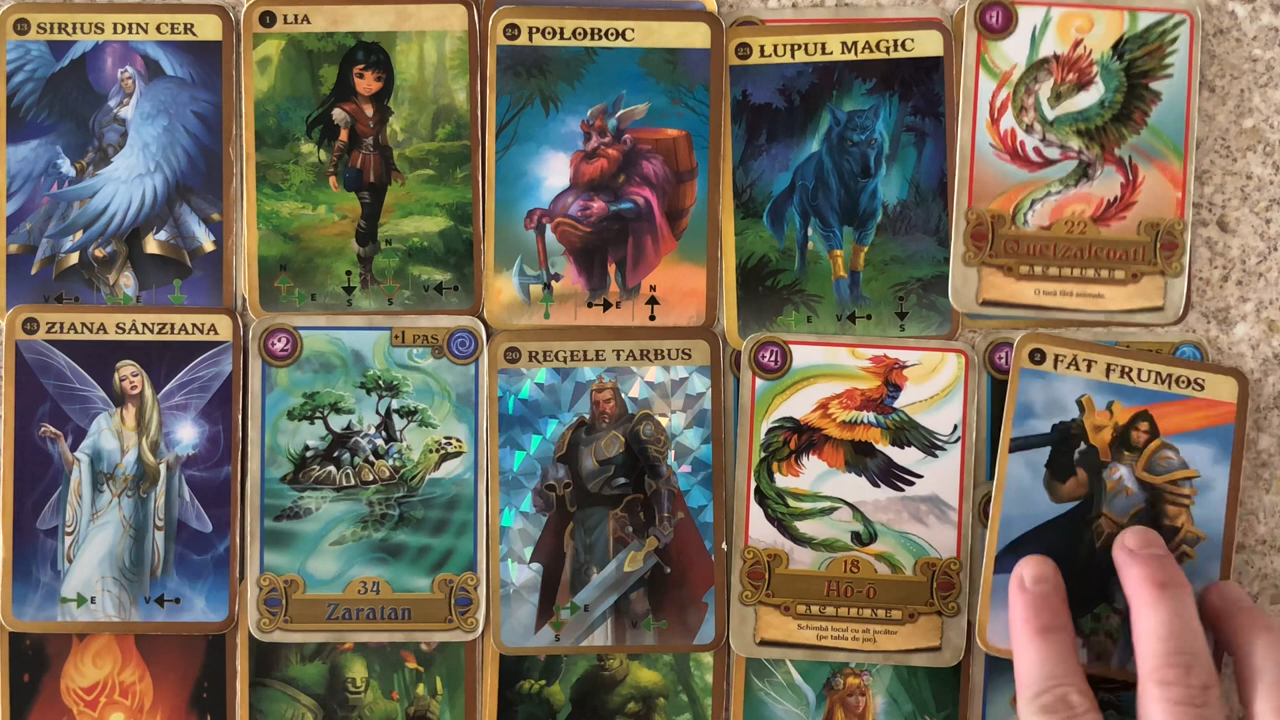 13 SIRIUS DIN CER
1 LIA
24 POLOBOC
23 LUPUL MAGIC
+1
22
Quetzalcoatl
ACȚIUNE
O tură fără animale.
V E
N E S N S V
N E N
E V S
43 ZIANA SÂNZIANA
+2
+1 PAS
20 REGELE TARBUS
+4
2 FĂT FRUMOS
34
Zaratan
18
Hō-ō
ACȚIUNE
Schimbă locul cu alt jucător
(pe tabla de joc).
E V
E S V